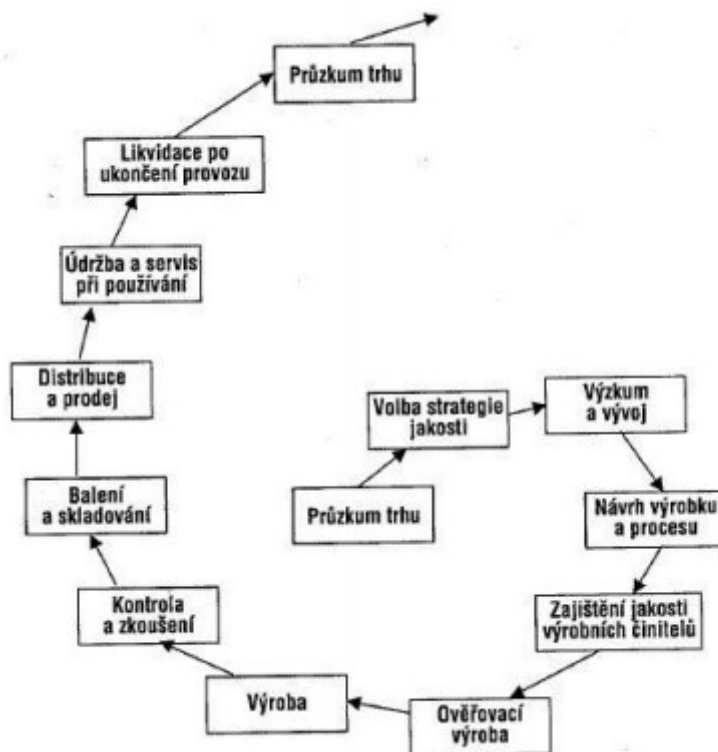 Průzkum trhu
Likvidace po
ukončení provozu
Údržba a servis
při používání
Distribuce
a prodej
Balení
a skladování
Kontrola
a zkoušení
Výroba
Ověřovací
výroba
Zajištění jakosti
výrobních činitelů
Návrh výrobku
a procesu
Výzkum
a vývoj
Volba strategie
jakosti
Průzkum trhu